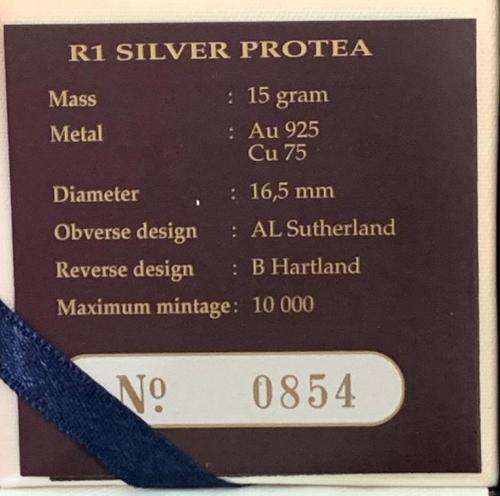 R1 SILVER PROTEA
Mass : 15 gram
Metal : Au 925
Cu 75
Diameter : 16,5 mm
Obverse design : AL Sutherland
Reverse design : B Hartland
Maximum mintage: 10 000
Nº 0854